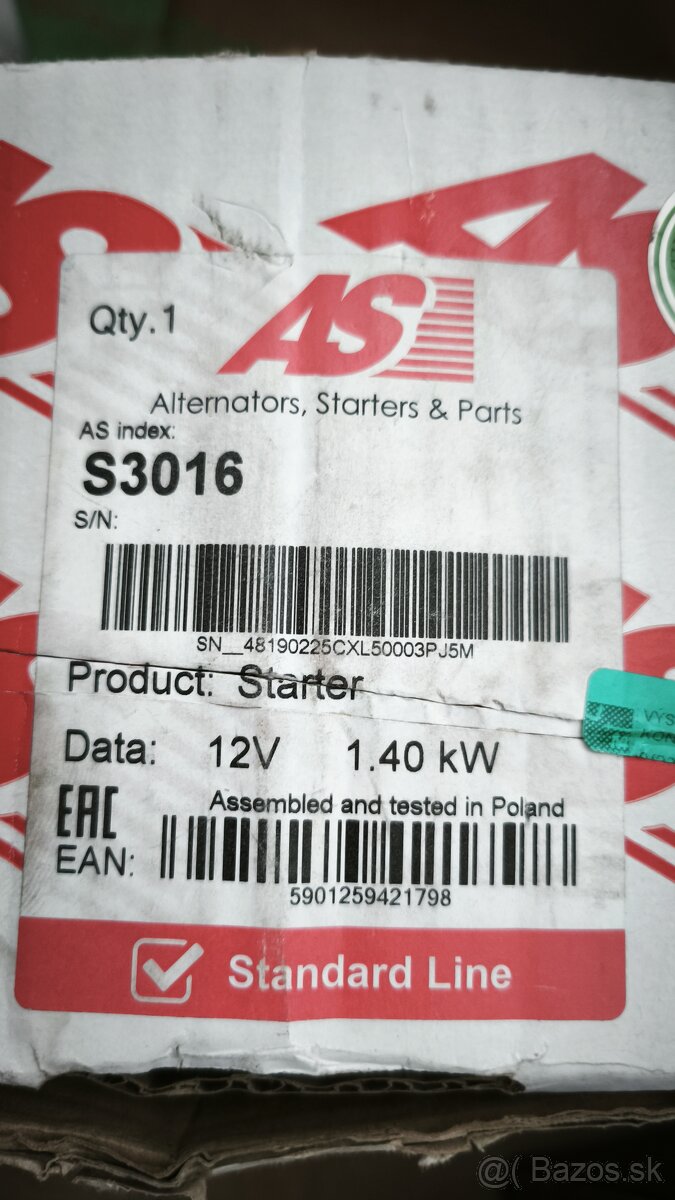 Qty.1
AS
Alternators, Starters & Parts
AS index:
S3016
S/N:
SN__48190225CXL50003PJ5M
Product: Starter
Data: 12V 1.40 kW
EAC
Assembled and tested in Poland
EAN:
5901259421798
Standard Line
@( Bazos.sk